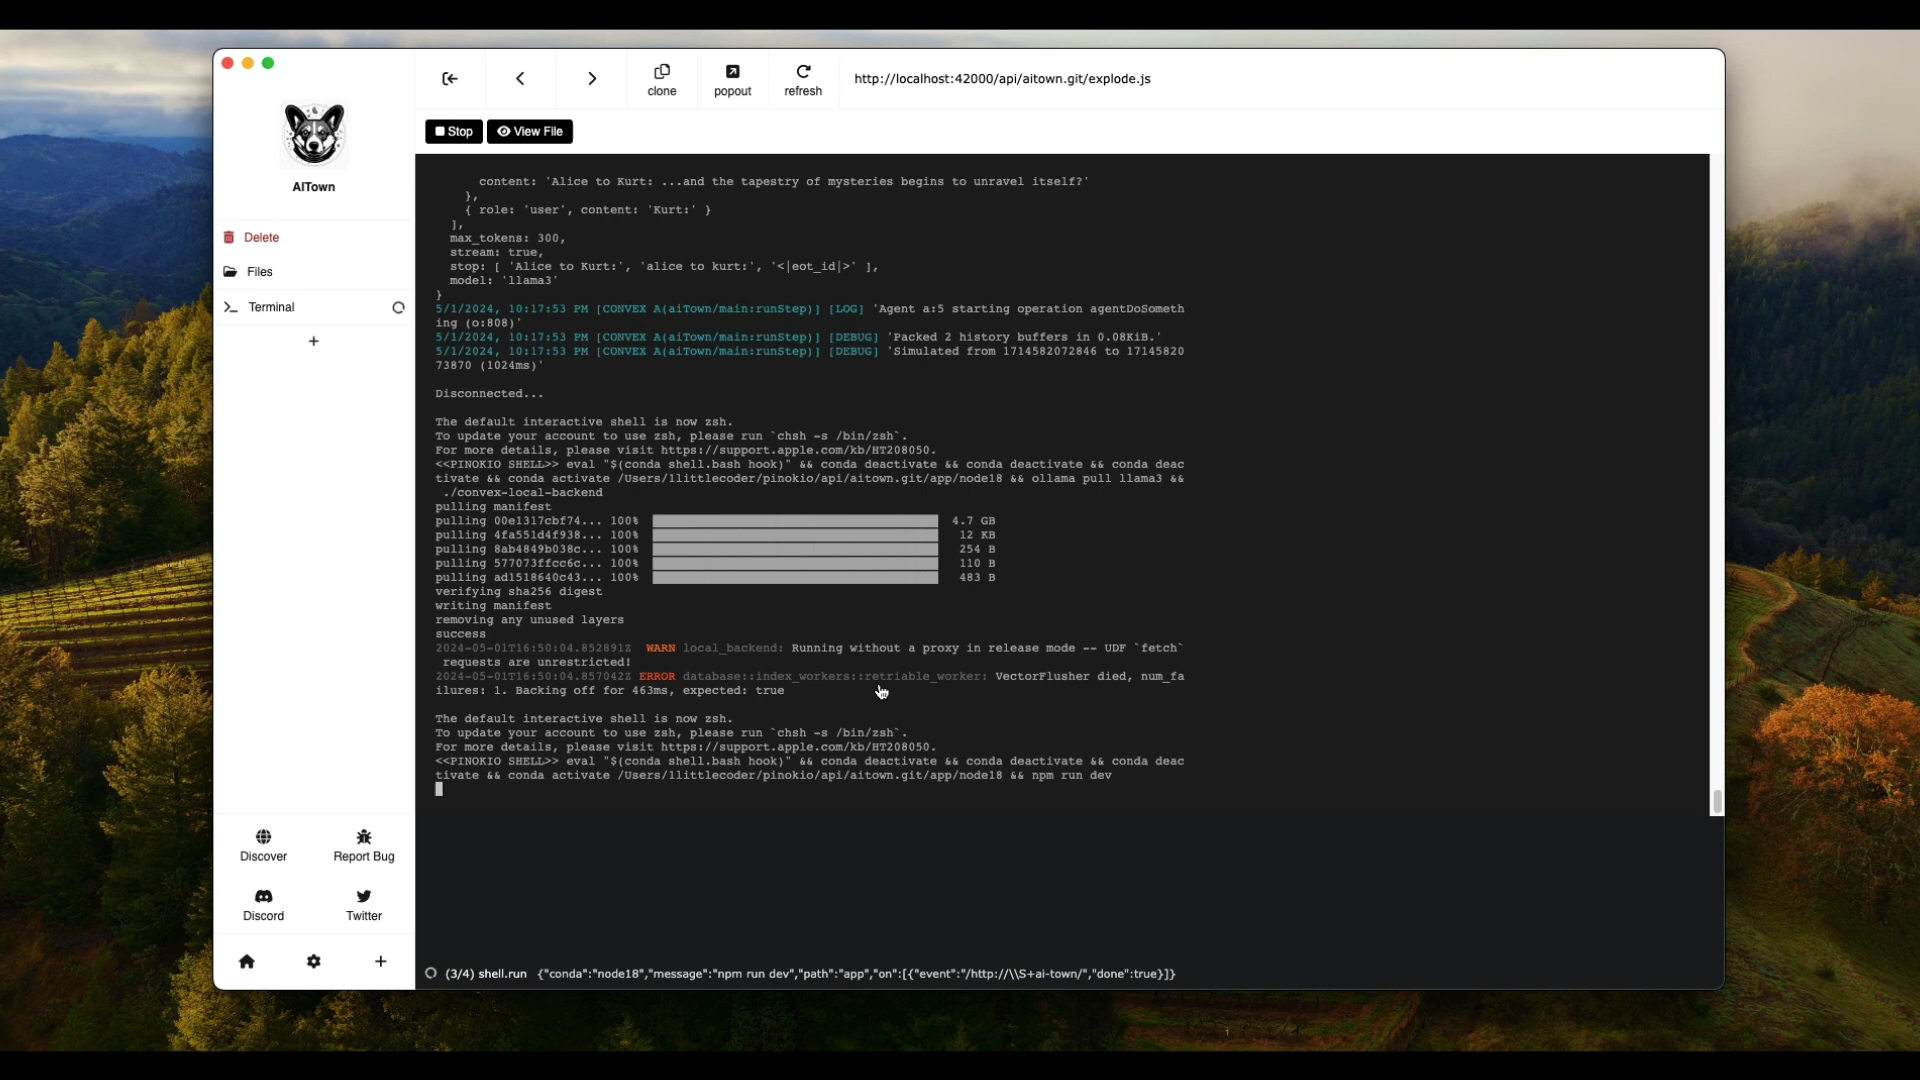 clone
popout
refresh
http://localhost:42000/api/aitown.git/explode.js
Stop
View File
AITown
Delete
Files
Terminal
Discover
Report Bug
Discord
Twitter
content: 'Alice to Kurt: ...and the tapestry of mysteries begins to unravel itself?'
},
{ role: 'user', content: 'Kurt:' }
],
max_tokens: 300,
stream: true,
stop: [ 'Alice to Kurt:', 'alice to kurt:', '<|eot_id|>' ],
model: 'llama3'
}
5/1/2024, 10:17:53 PM [CONVEX A(aiTown/main:runStep)] [LOG] 'Agent a:5 starting operation agentDoSometh
ing (o:808)'
5/1/2024, 10:17:53 PM [CONVEX A(aiTown/main:runStep)] [DEBUG] 'Packed 2 history buffers in 0.08KiB.'
5/1/2024, 10:17:53 PM [CONVEX A(aiTown/main:runStep)] [DEBUG] 'Simulated from 1714582072846 to 17145820
73870 (1024ms)'
Disconnected...
The default interactive shell is now zsh.
To update your account to use zsh, please run `chsh -s /bin/zsh`.
For more details, please visit https://support.apple.com/kb/HT208050.
<<PINOKIO SHELL>> eval "$(conda shell.bash hook)" && conda deactivate && conda deactivate && conda deac
tivate && conda activate /Users/1littlecoder/pinokio/api/aitown.git/app/node18 && ollama pull llama3 &&
./convex-local-backend
pulling manifest
pulling 00e1317cbf74... 100% 4.7 GB
pulling 4fa551d4f938... 100% 12 KB
pulling 8ab4849b038c... 100% 254 B
pulling 577073ffcc6c... 100% 110 B
pulling ad1518640c43... 100% 483 B
verifying sha256 digest
writing manifest
removing any unused layers
success
2024-05-01T16:50:04.852891Z WARN local_backend: Running without a proxy in release mode -- UDF `fetch`
requests are unrestricted!
2024-05-01T16:50:04.857042Z ERROR database::index_workers::retriable_worker: VectorFlusher died, num_fa
ilures: 1. Backing off for 463ms, expected: true
The default interactive shell is now zsh.
To update your account to use zsh, please run `chsh -s /bin/zsh`.
For more details, please visit https://support.apple.com/kb/HT208050.
<<PINOKIO SHELL>> eval "$(conda shell.bash hook)" && conda deactivate && conda deactivate && conda deac
tivate && conda activate /Users/1littlecoder/pinokio/api/aitown.git/app/node18 && npm run dev
(3/4) shell.run {"conda":"node18","message":"npm run dev","path":"app","on":[{"event":"/http://\\S+ai-town/","done":true}]}